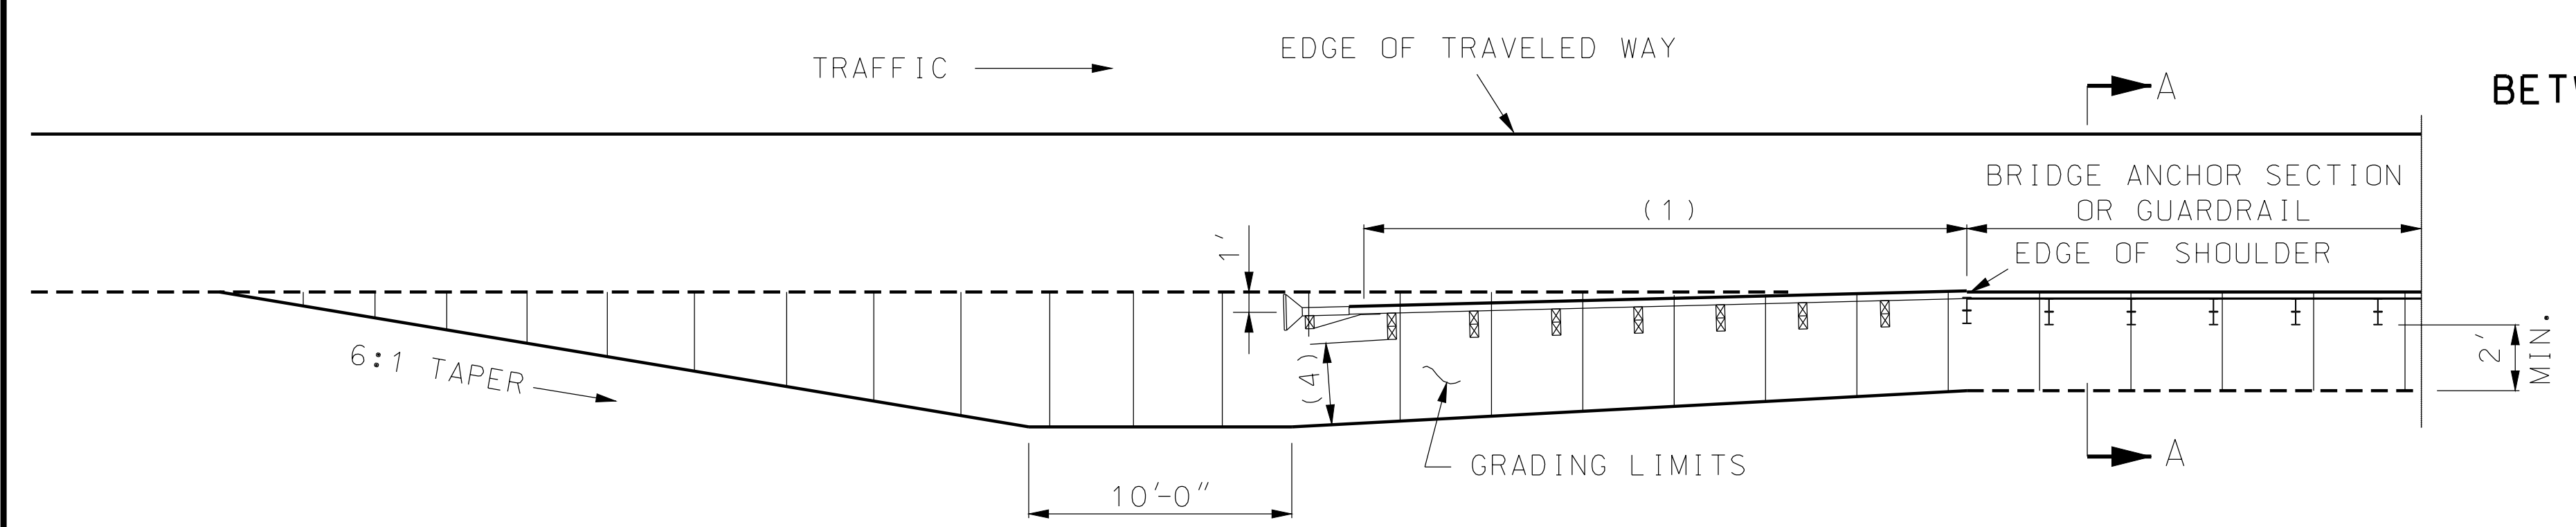 EDGE OF TRAVELED WAY
TRAFFIC
A
BRIDGE ANCHOR SECTION
OR GUARDRAIL
(1)
1'
EDGE OF SHOULDER
6:1 TAPER
(4)
2'
MIN.
GRADING LIMITS
A
10'-0"